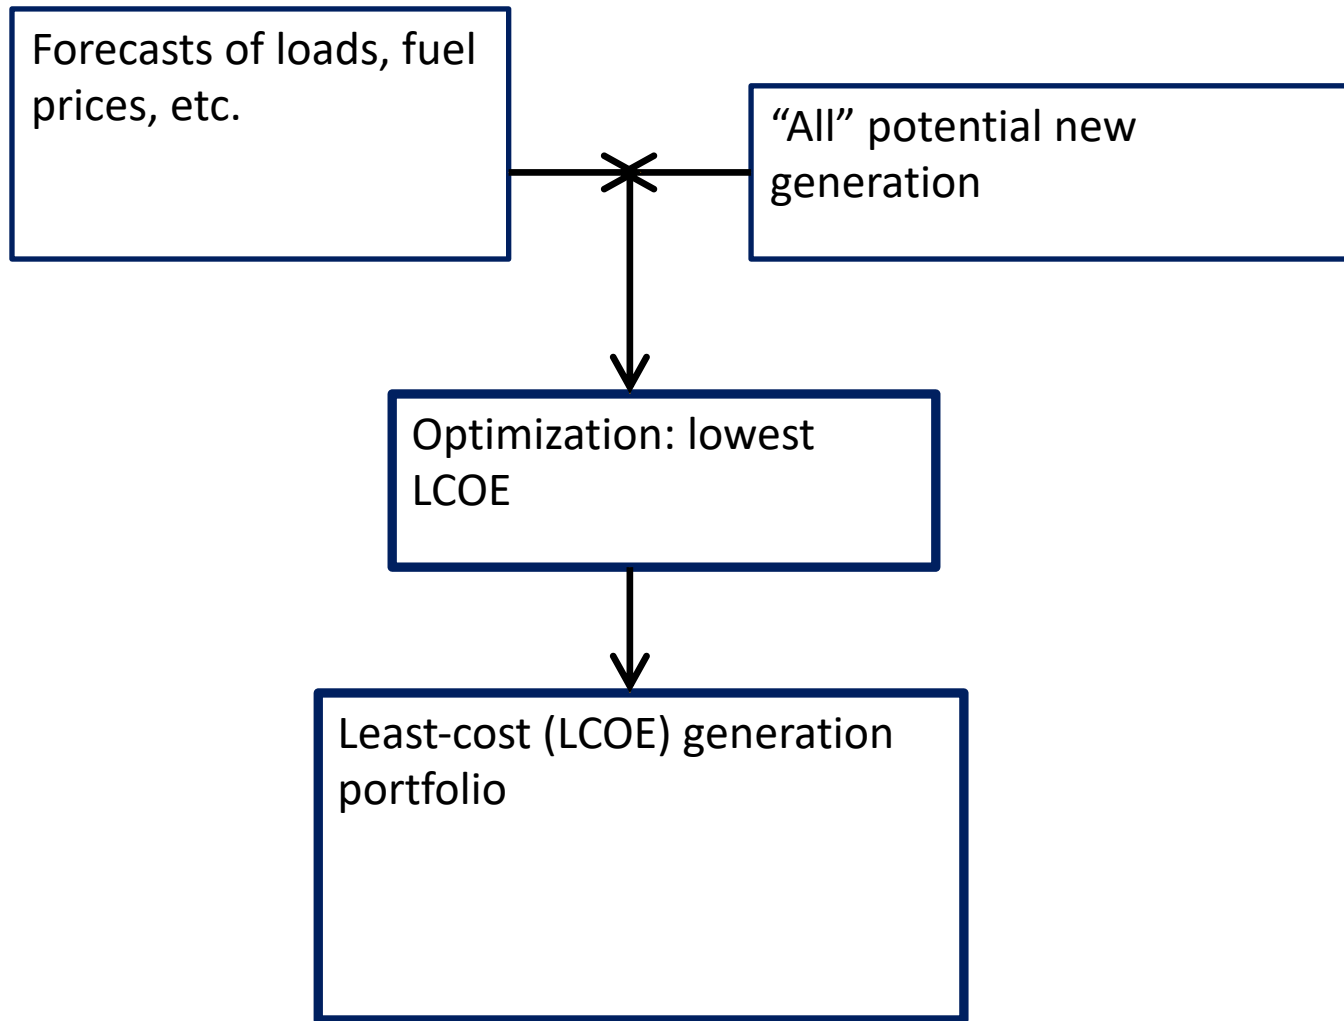 Forecasts of loads, fuel
prices, etc.
“All” potential new
generation
Optimization: lowest
LCOE
Least-cost (LCOE) generation
portfolio